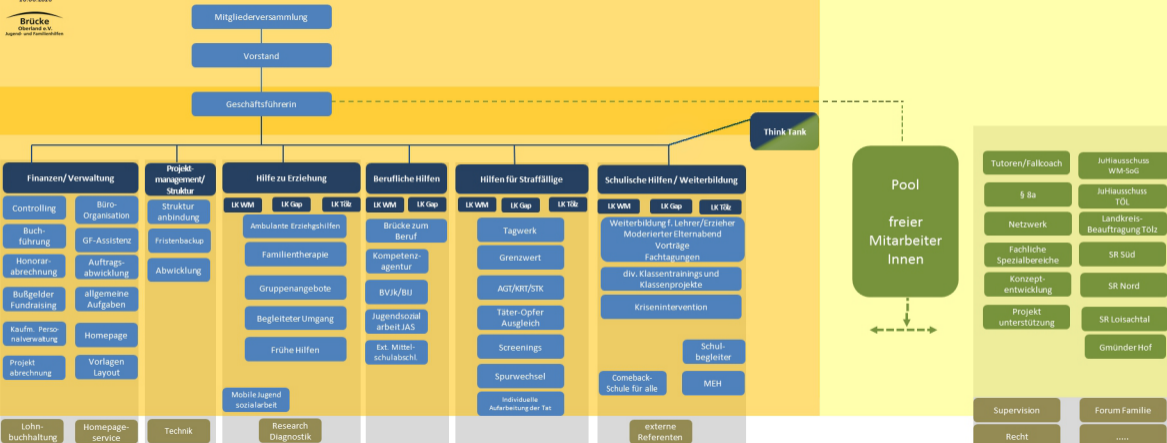 Brücke
Oberland e.V.
Jugend- und Familienhilfen
Mitgliederversammlung
Vorstand
Geschäftsführerin
Think Tank
Finanzen/ Verwaltung
Controlling
Büro-
Organisation
Buch-
führung
GF-Assistenz
Honorar-
abrechnung
Auftrags-
abwicklung
Bußgelder
Fundraising
allgemeine
Aufgaben
Kaufm. Perso-
nalverwaltung
Homepage
Projekt
abrechnung
Vorlagen
Layout
Lohn-
buchhaltung
Homepage-
service
Projekt-
management/
Struktur
Struktur
anbindung
Fristenbackup
Abwicklung
Technik
Hilfe zu Erziehung
LK WM
LK Gap
LK Tölz
Ambulante Erziehgshilfen
Familientherapie
Gruppenangebote
Begleiteter Umgang
Frühe Hilfen
Mobile Jugend
sozialarbeit
Research
Diagnostik
Berufliche Hilfen
LK WM
LK Gap
Brücke zum
Beruf
Kompetenz-
agentur
BVJk/BIJ
Jugendsozial
arbeit JAS
Ext. Mittel-
schulabschl.
Hilfen für Straffällige
LK WM
LK Gap
LK Tölz
Tagwerk
Grenzwert
AGT/KRT/STK
Täter-Opfer
Ausgleich
Screenings
Spurwechsel
Individuelle
Aufarbeitung der Tat
Schulische Hilfen / Weiterbildung
LK WM
LK Gap
LK Tölz
Weiterbildung f. Lehrer/Erzieher
Moderierter Elternabend
Vorträge
Fachtagungen
div. Klassentrainings und
Klassenprojekte
Krisenintervention
Schul-
begleiter
Comeback-
Schule für alle
MEH
externe
Referenten
Pool
freier
Mitarbeiter
Innen
Tutoren/Fallcoach
JuHiausschuss
WM-SoG
§ 8a
JuHiausschuss
TÖL
Netzwerk
Landkreis-
Beauftragung Tölz
Fachliche
Spezialbereiche
SR Süd
Konzept-
entwicklung
SR Nord
Projekt
unterstützung
SR Loisachtal
Gmünder Hof
Supervision
Forum Familie
Recht
.....